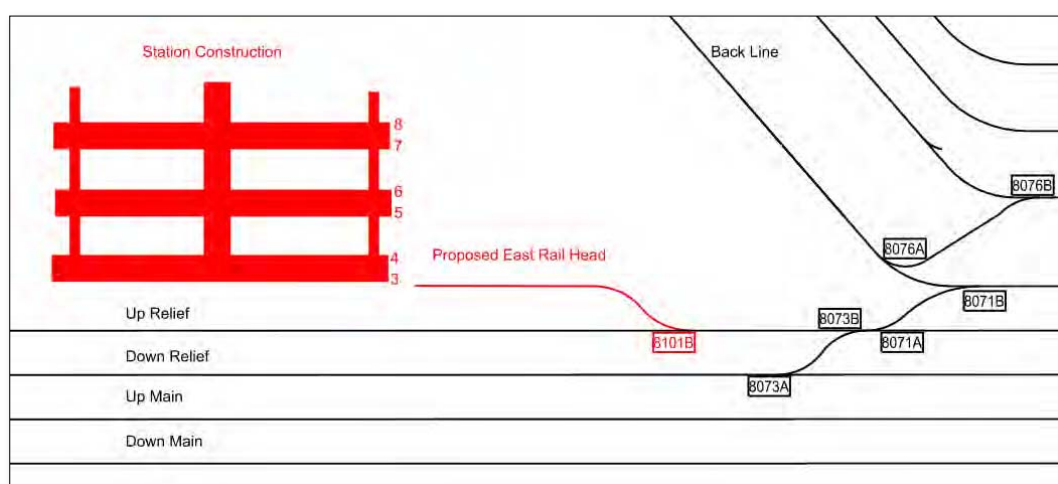 Station Construction
Back Line
8
7
6
5
4
3
8076B
8076A
Proposed East Rail Head
8071B
Up Relief
8073B
8101B
8071A
Down Relief
8073A
Up Main
Down Main